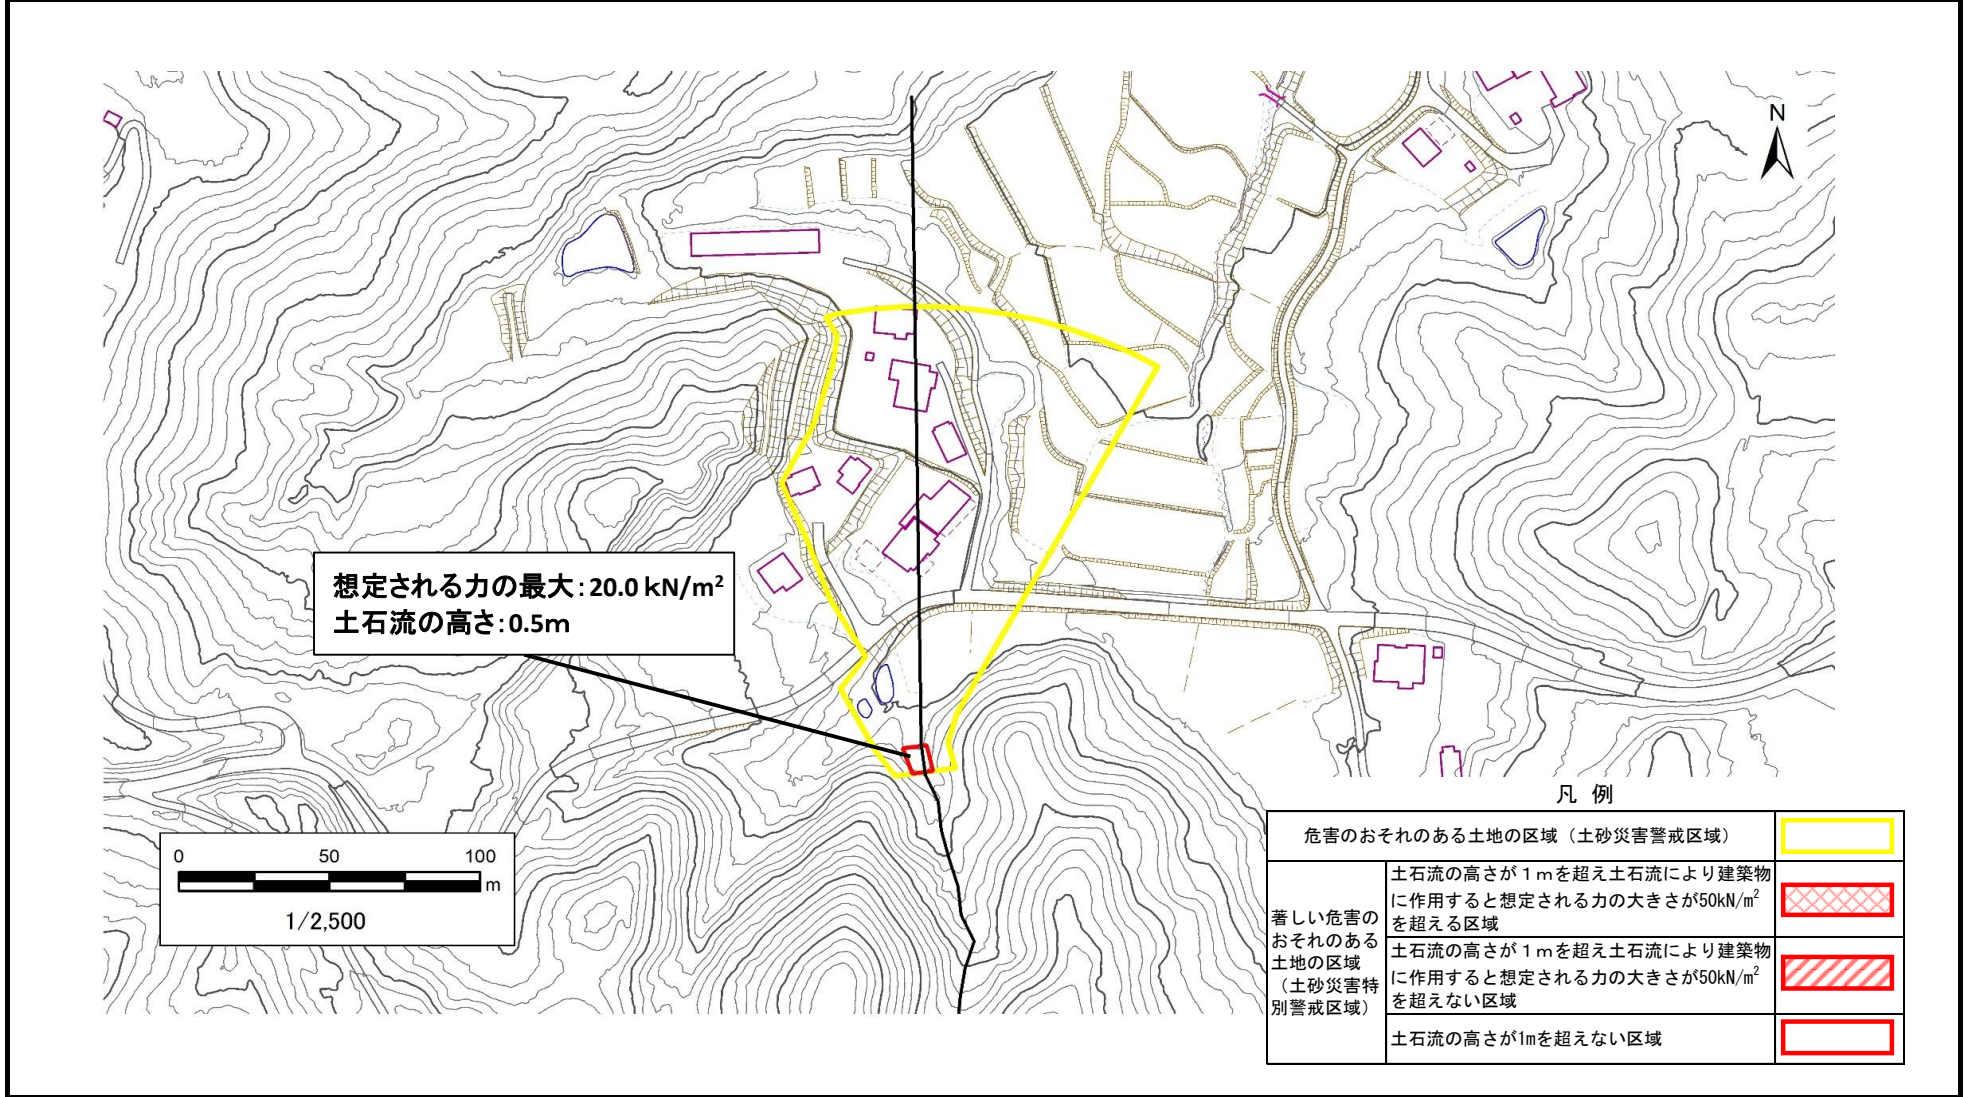 N
想定される力の最大：20.0 kN/m²
土石流の高さ：0.5m
0 50 100
m
1/2,500
凡 例
危害のおそれのある土地の区域（土砂災害警戒区域）
著しい危害の
おそれのある
土地の区域
（土砂災害特
別警戒区域）
土石流の高さが１ｍを超え土石流により建築物
に作用すると想定される力の大きさが50kN/m²
を超える区域
土石流の高さが１ｍを超え土石流により建築物
に作用すると想定される力の大きさが50kN/m²
を超えない区域
土石流の高さが1mを超えない区域